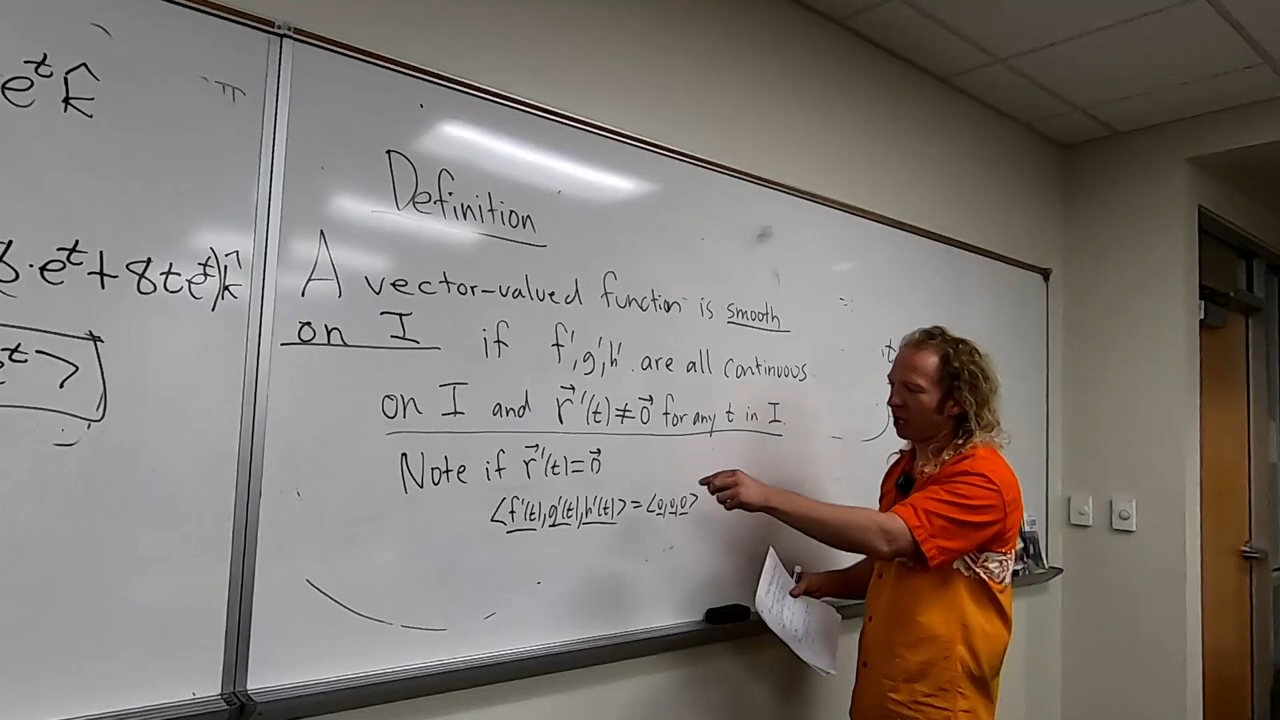 e^t k̂
π
Definition
A vector-valued function is smooth
on I if f', g', h' are all continuous
on I and r⃗'(t) ≠ 0⃗ for any t in I.
Note if r⃗'(t) = 0⃗
<f'(t), g'(t), h'(t)> = <0, 0, 0>
·e^t + 8te^t)k̂
t >
it